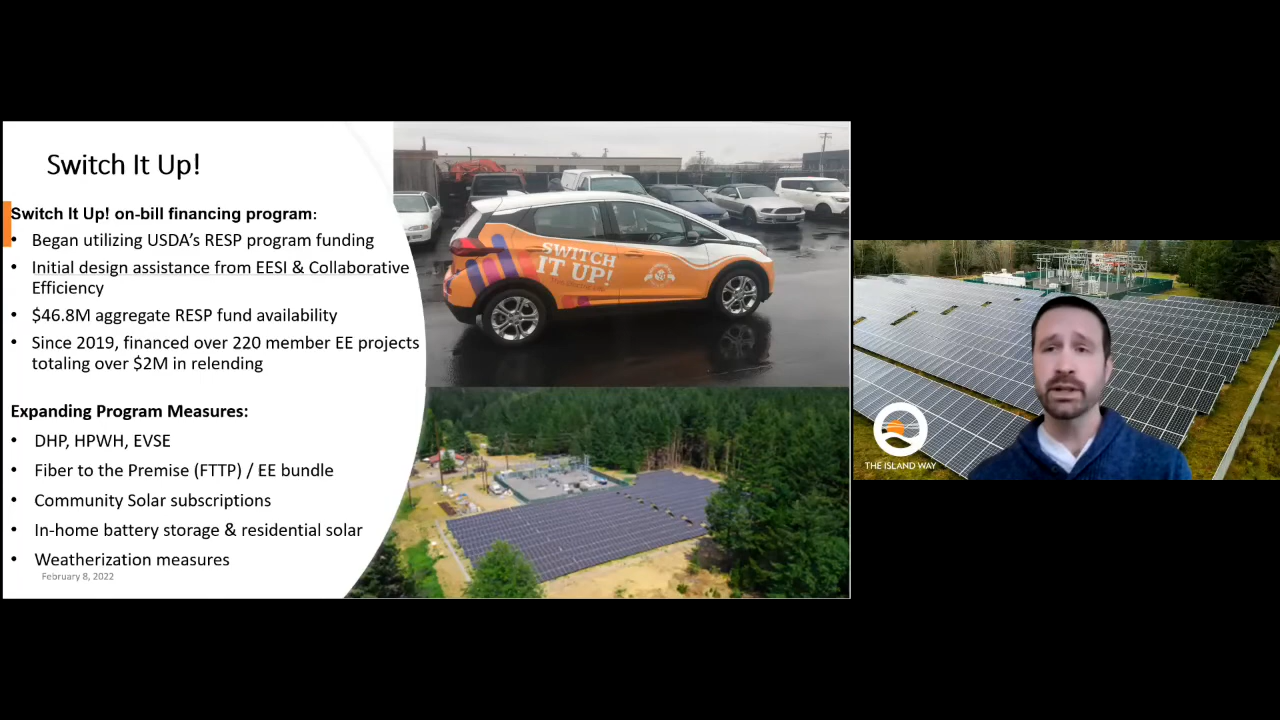 Switch It Up!
Switch It Up! on-bill financing program:
• Began utilizing USDA's RESP program funding
• Initial design assistance from EESI & Collaborative
Efficiency
• $46.8M aggregate RESP fund availability
• Since 2019, financed over 220 member EE projects
totaling over $2M in relending
Expanding Program Measures:
• DHP, HPWH, EVSE
• Fiber to the Premise (FTTP) / EE bundle
• Community Solar subscriptions
• In-home battery storage & residential solar
• Weatherization measures
February 8, 2022
SWITCH
IT UP!
THE ISLAND WAY